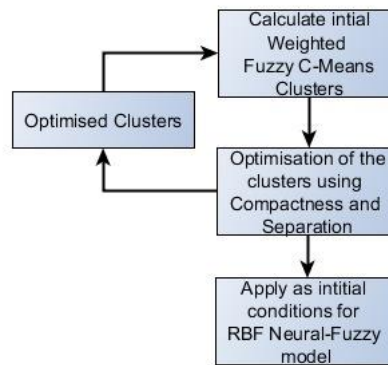 Calculate intial
Weighted
Fuzzy C-Means
Clusters
Optimised Clusters
Optimisation of the
clusters using
Compactness and
Separation
Apply as intitial
conditions for
RBF Neural-Fuzzy
model